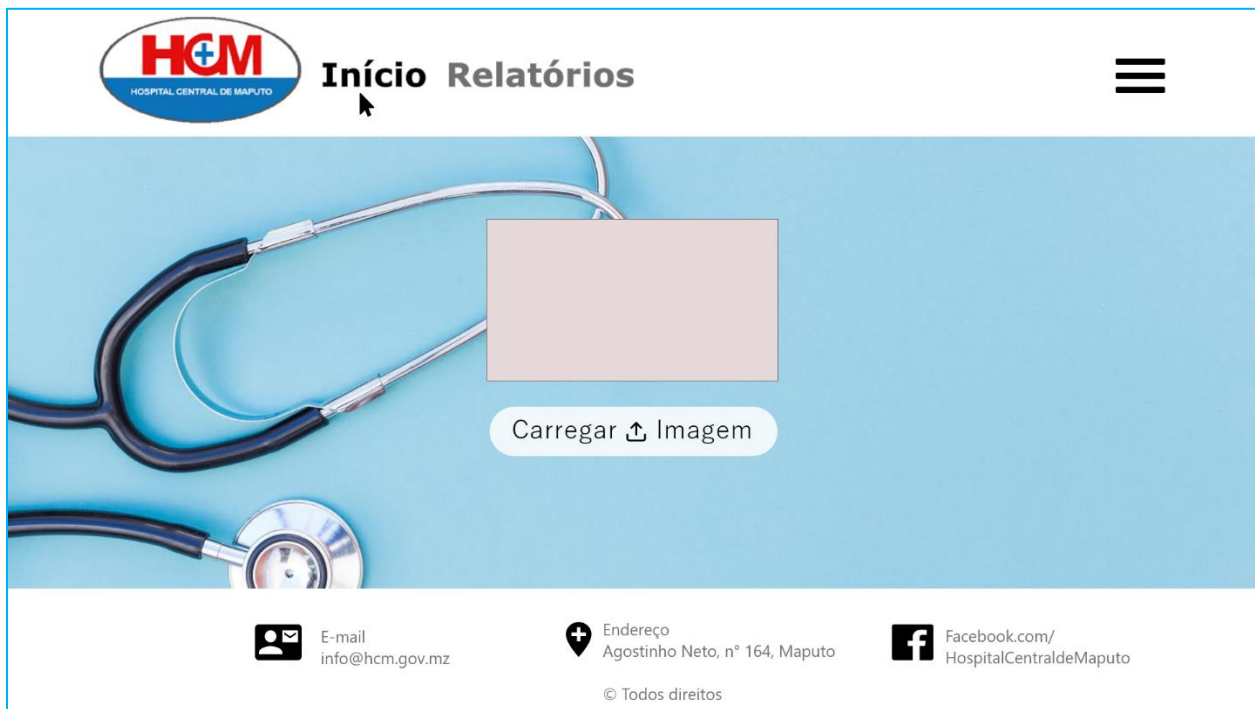 HCM
HOSPITAL CENTRAL DE MAPUTO
Início Relatórios
Carregar Imagem
E-mail
info@hcm.gov.mz
Endereço
Agostinho Neto, n° 164, Maputo
Facebook.com/
HospitalCentraldeMaputo
© Todos direitos